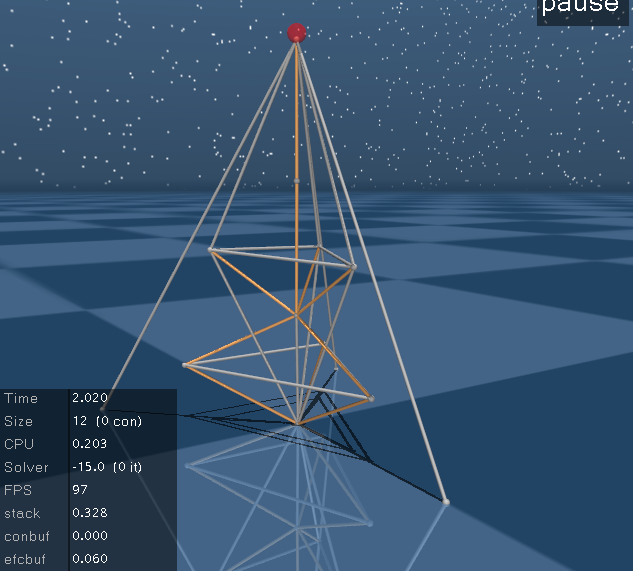 pause
Time 2.020
Size 12 (0 con)
CPU 0.203
Solver -15.0 (0 it)
FPS 97
stack 0.328
conbuf 0.000
efcbuf 0.060